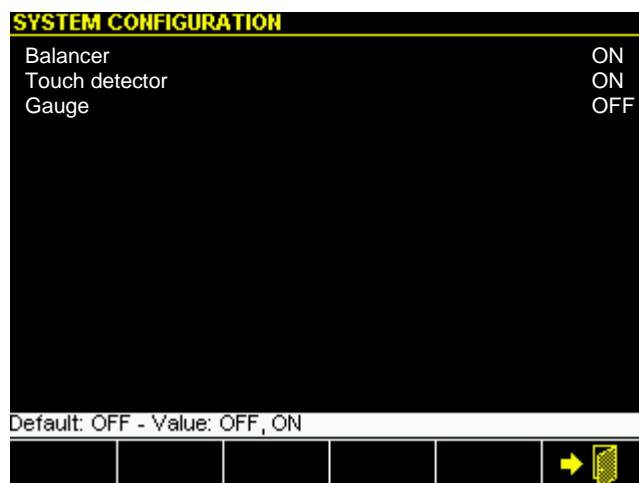 SYSTEM CONFIGURATION
Balancer ON
Touch detector ON
Gauge OFF
Default: OFF - Value: OFF, ON